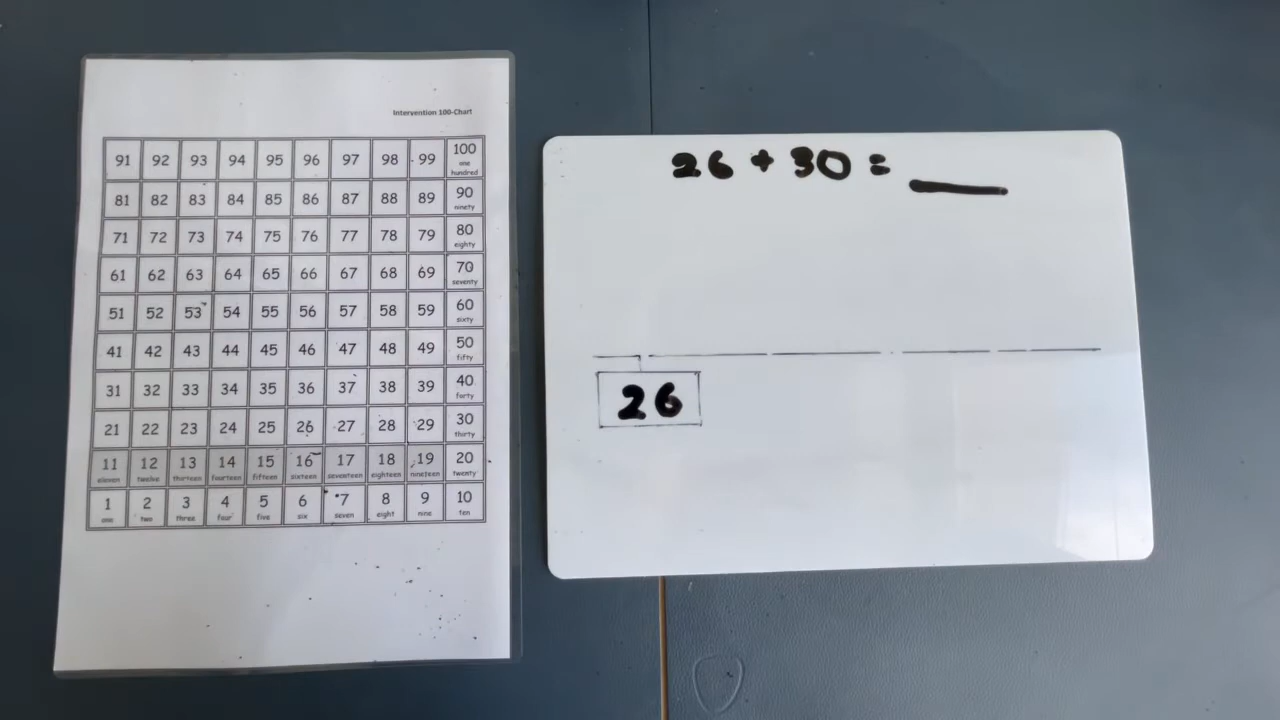 Intervention 100-Chart
91 92 93 94 95 96 97 98 99 100
one
hundred
81 82 83 84 85 86 87 88 89 90
ninety
71 72 73 74 75 76 77 78 79 80
eighty
61 62 63 64 65 66 67 68 69 70
seventy
51 52 53 54 55 56 57 58 59 60
sixty
41 42 43 44 45 46 47 48 49 50
fifty
31 32 33 34 35 36 37 38 39 40
forty
21 22 23 24 25 26 27 28 29 30
thirty
11 12 13 14 15 16 17 18 19 20
eleven twelve thirteen fourteen fifteen sixteen seventeen eighteen nineteen twenty
1 2 3 4 5 6 7 8 9 10
one two three four five six seven eight nine ten
26 + 30 = ___
26